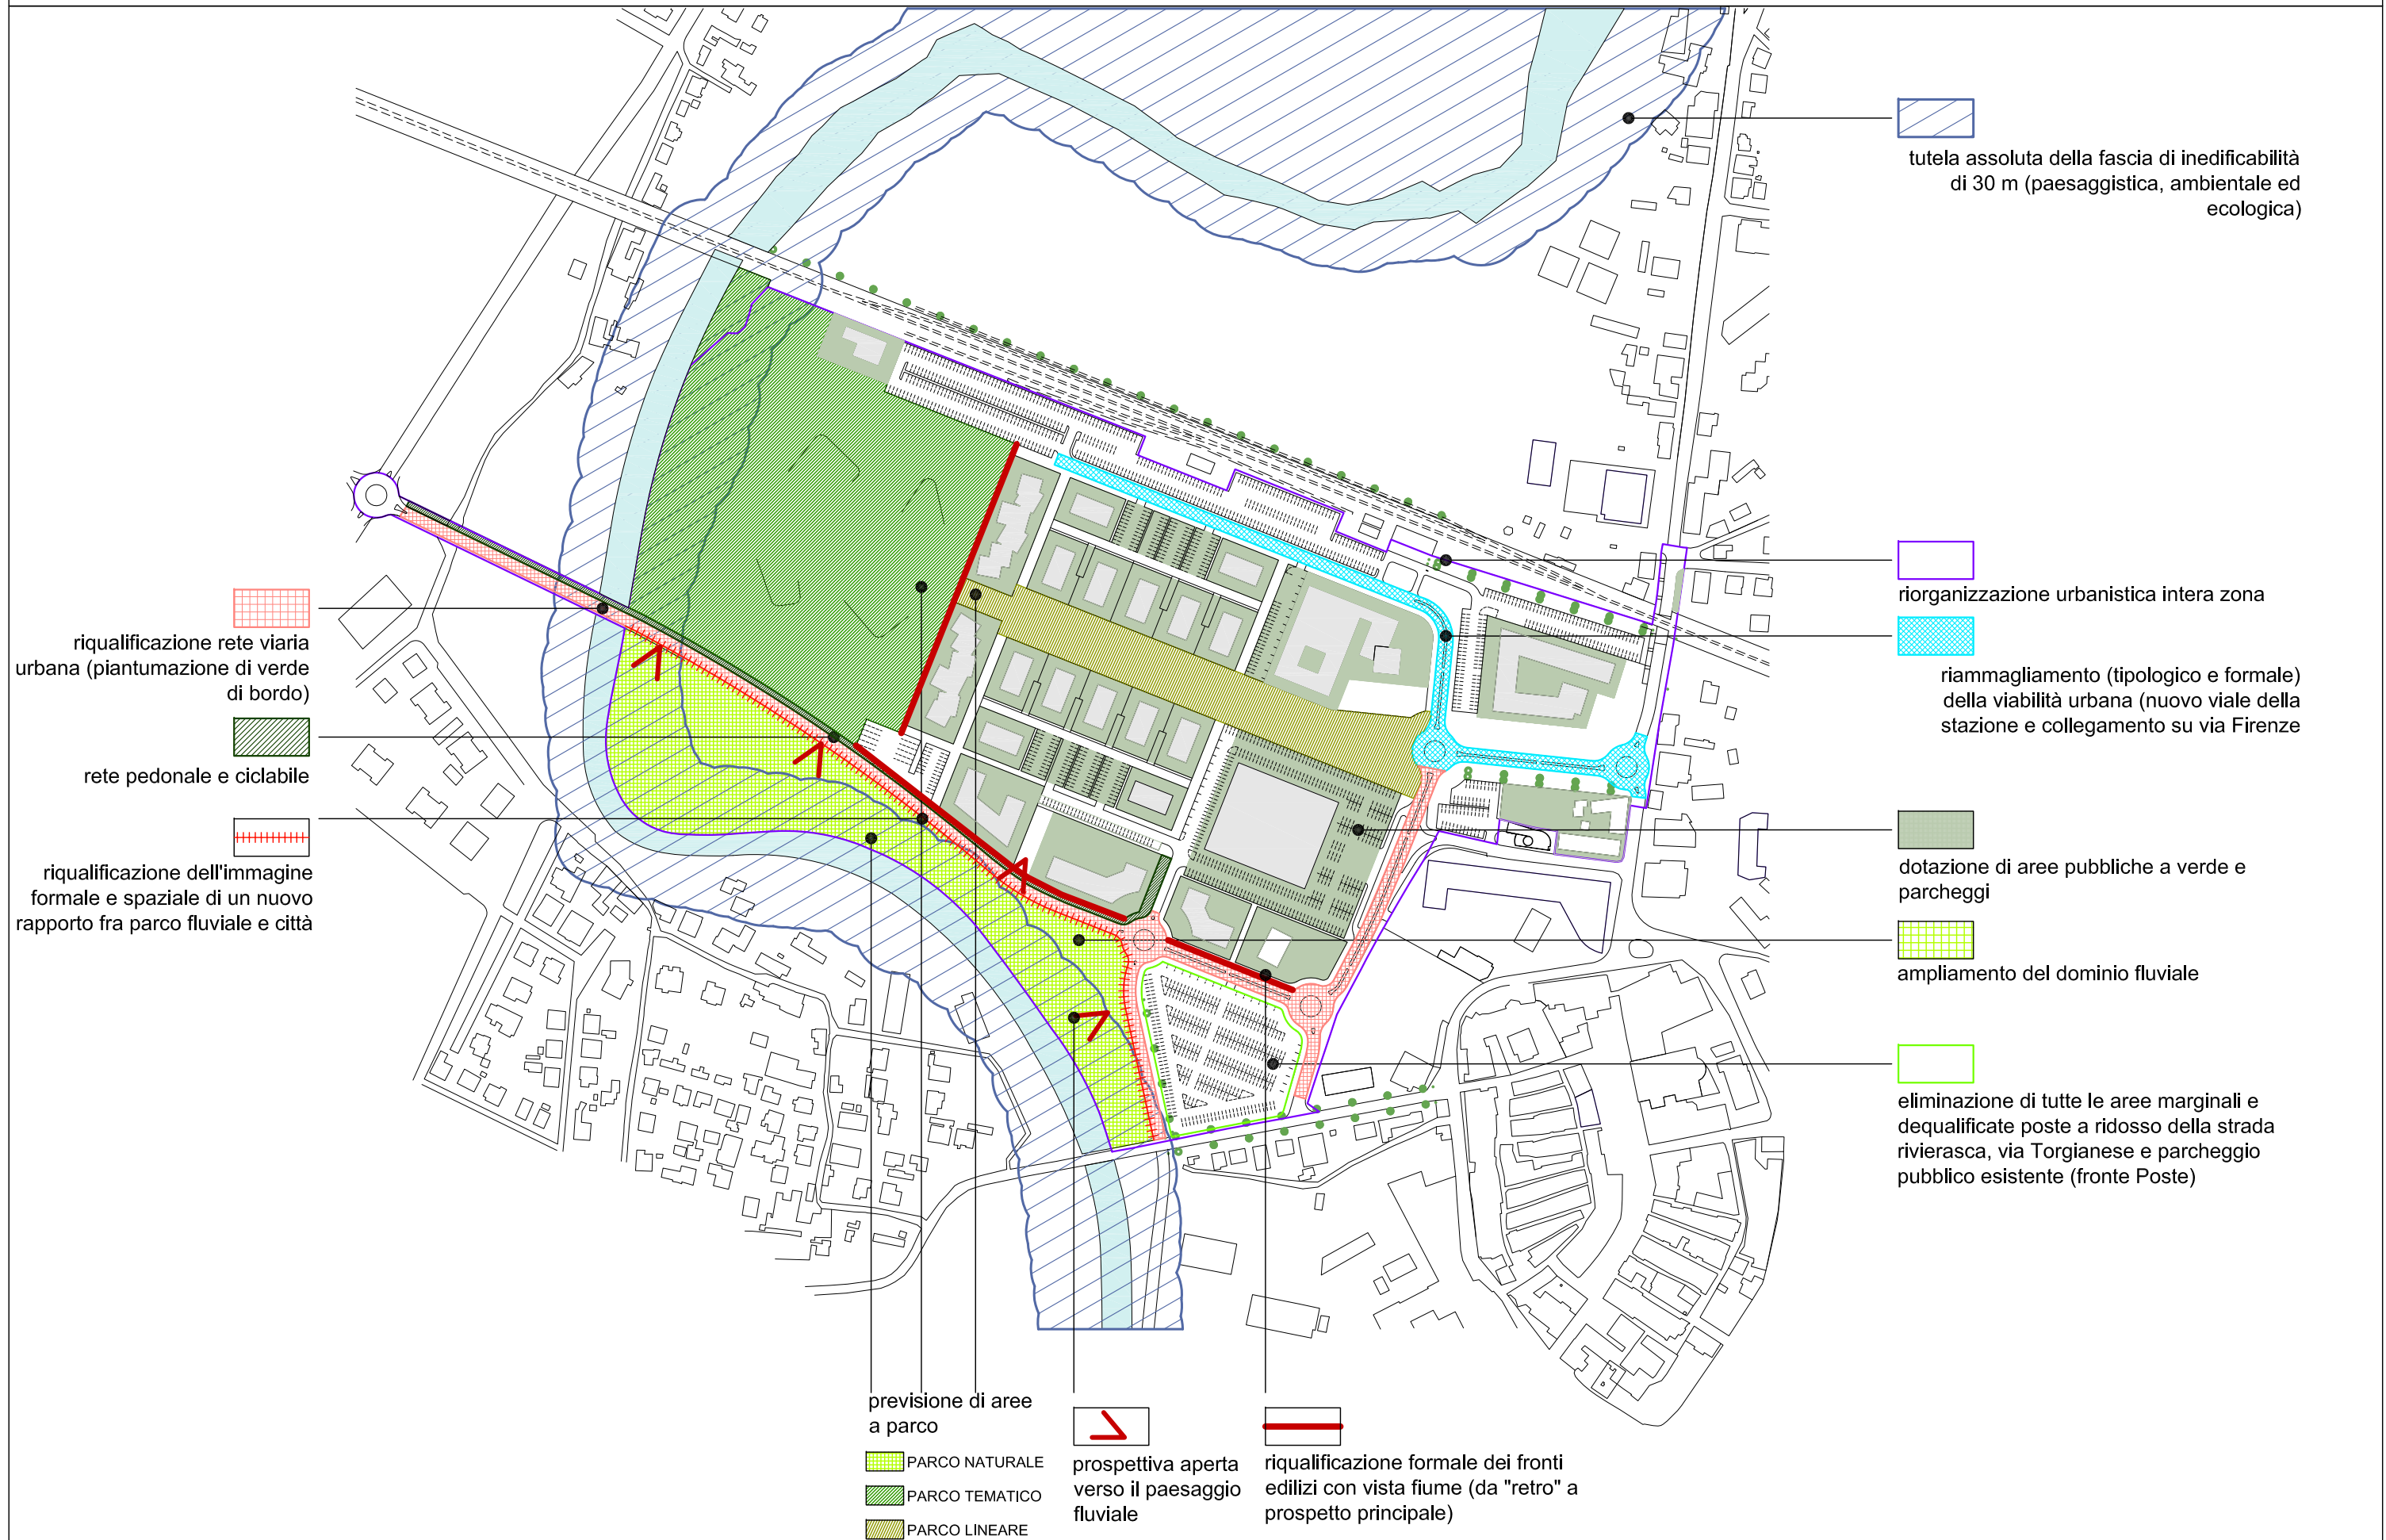 tutela assoluta della fascia di inedificabilità
di 30 m (paesaggistica, ambientale ed
ecologica)
riorganizzazione urbanistica intera zona
riammagliamento (tipologico e formale)
della viabilità urbana (nuovo viale della
stazione e collegamento su via Firenze
dotazione di aree pubbliche a verde e
parcheggi
ampliamento del dominio fluviale
eliminazione di tutte le aree marginali e
dequalificate poste a ridosso della strada
rivierasca, via Torgianese e parcheggio
pubblico esistente (fronte Poste)
riqualificazione rete viaria
urbana (piantumazione di verde
di bordo)
rete pedonale e ciclabile
riqualificazione dell'immagine
formale e spaziale di un nuovo
rapporto fra parco fluviale e città
previsione di aree
a parco
PARCO NATURALE
PARCO TEMATICO
PARCO LINEARE
prospettiva aperta
verso il paesaggio
fluviale
riqualificazione formale dei fronti
edilizi con vista fiume (da "retro" a
prospetto principale)